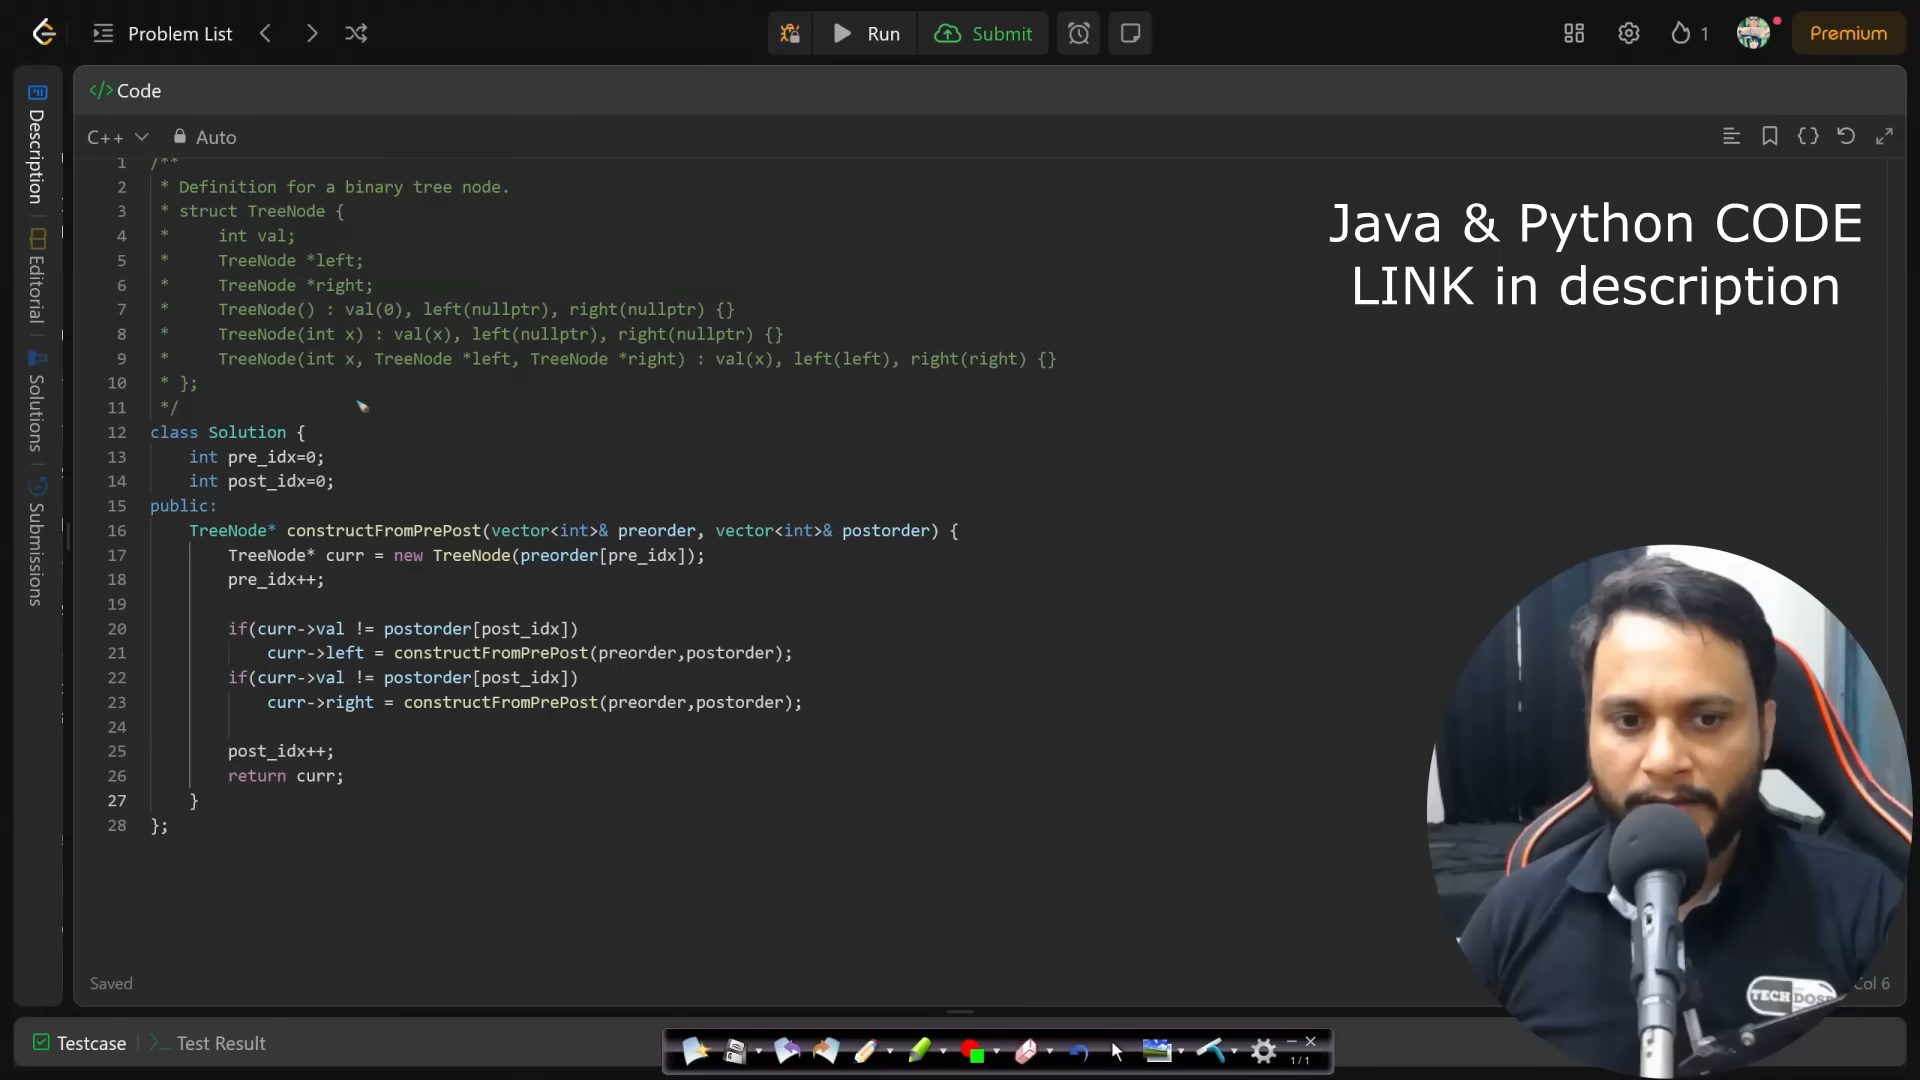 Problem List
Run
Submit
1
Premium
Description
Editorial
Solutions
Submissions
</> Code
C++
Auto
1 /**
2 * Definition for a binary tree node.
3 * struct TreeNode {
4 * int val;
5 * TreeNode *left;
6 * TreeNode *right;
7 * TreeNode() : val(0), left(nullptr), right(nullptr) {}
8 * TreeNode(int x) : val(x), left(nullptr), right(nullptr) {}
9 * TreeNode(int x, TreeNode *left, TreeNode *right) : val(x), left(left), right(right) {}
10 * };
11 */
12 class Solution {
13 int pre_idx=0;
14 int post_idx=0;
15 public:
16 TreeNode* constructFromPrePost(vector<int>& preorder, vector<int>& postorder) {
17 TreeNode* curr = new TreeNode(preorder[pre_idx]);
18 pre_idx++;
19
20 if(curr->val != postorder[post_idx])
21 curr->left = constructFromPrePost(preorder,postorder);
22 if(curr->val != postorder[post_idx])
23 curr->right = constructFromPrePost(preorder,postorder);
24
25 post_idx++;
26 return curr;
27 }
28 };
Java & Python CODE
LINK in description
TECH DOSE
Saved
Col 6
Testcase
Test Result
1/1